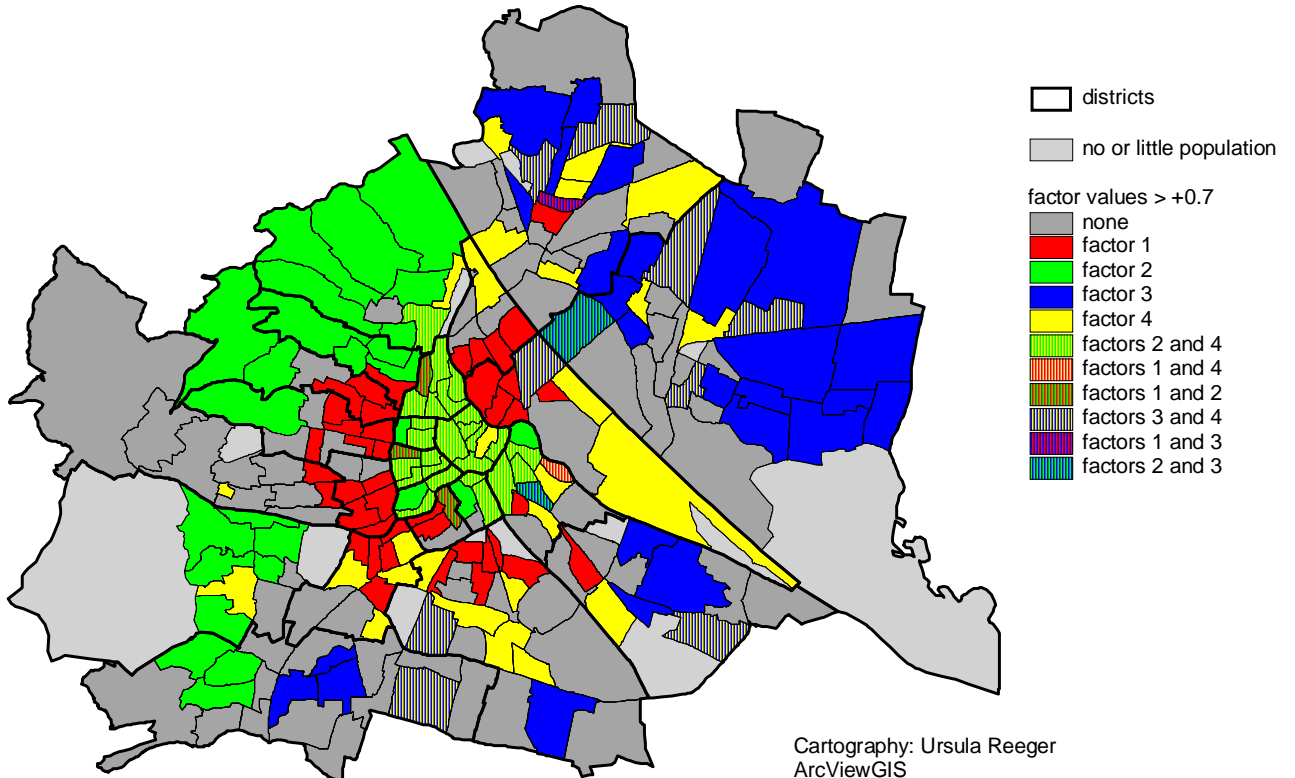 districts
no or little population
factor values > +0.7
none
factor 1
factor 2
factor 3
factor 4
factors 2 and 4
factors 1 and 4
factors 1 and 2
factors 3 and 4
factors 1 and 3
factors 2 and 3
Cartography: Ursula Reeger
ArcViewGIS